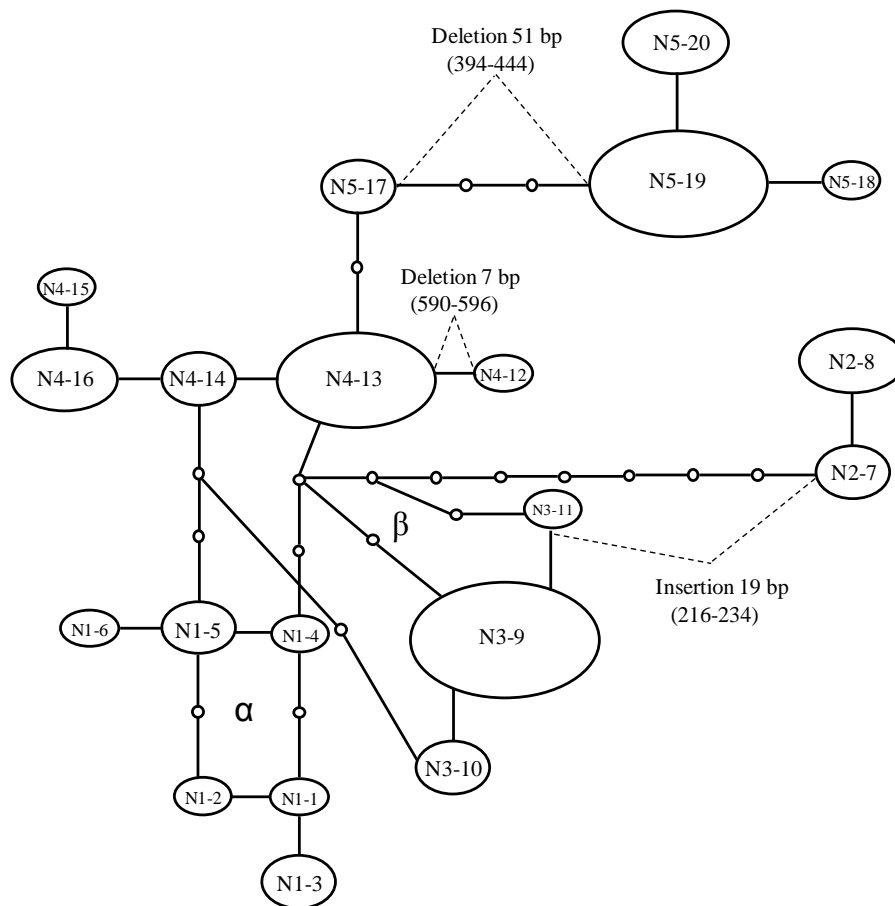 Deletion 51 bp
(394-444)
N5-20
N5-17
N5-19
N5-18
Deletion 7 bp
(590-596)
N4-15
N4-16
N4-14
N4-13
N4-12
N2-8
N2-7
N3-11
β
Insertion 19 bp
(216-234)
N1-6
N1-5
N1-4
N3-9
α
N3-10
N1-2
N1-1
N1-3